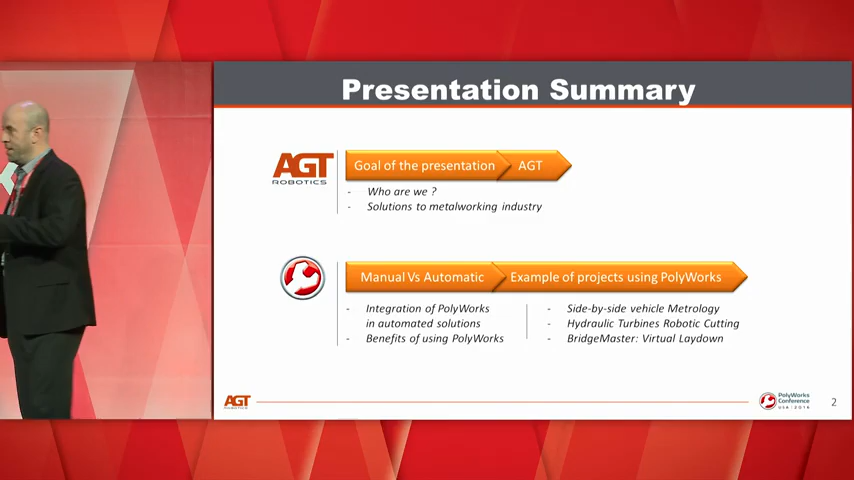 Presentation Summary
AGT
ROBOTICS
Goal of the presentation
AGT
- Who are we ?
- Solutions to metalworking industry
Manual Vs Automatic
Example of projects using PolyWorks
- Integration of PolyWorks
in automated solutions
- Benefits of using PolyWorks
- Side-by-side vehicle Metrology
- Hydraulic Turbines Robotic Cutting
- BridgeMaster: Virtual Laydown
AGT
PolyWorks
Conference
USA | 2016
2